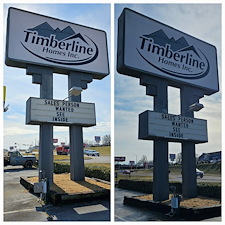 Timberline
Homes Inc.
SALES PERSON
WANTED
SEE
INSIDE
Timberline
Homes Inc.
SALES PERSON
WANTED
SEE
INSIDE